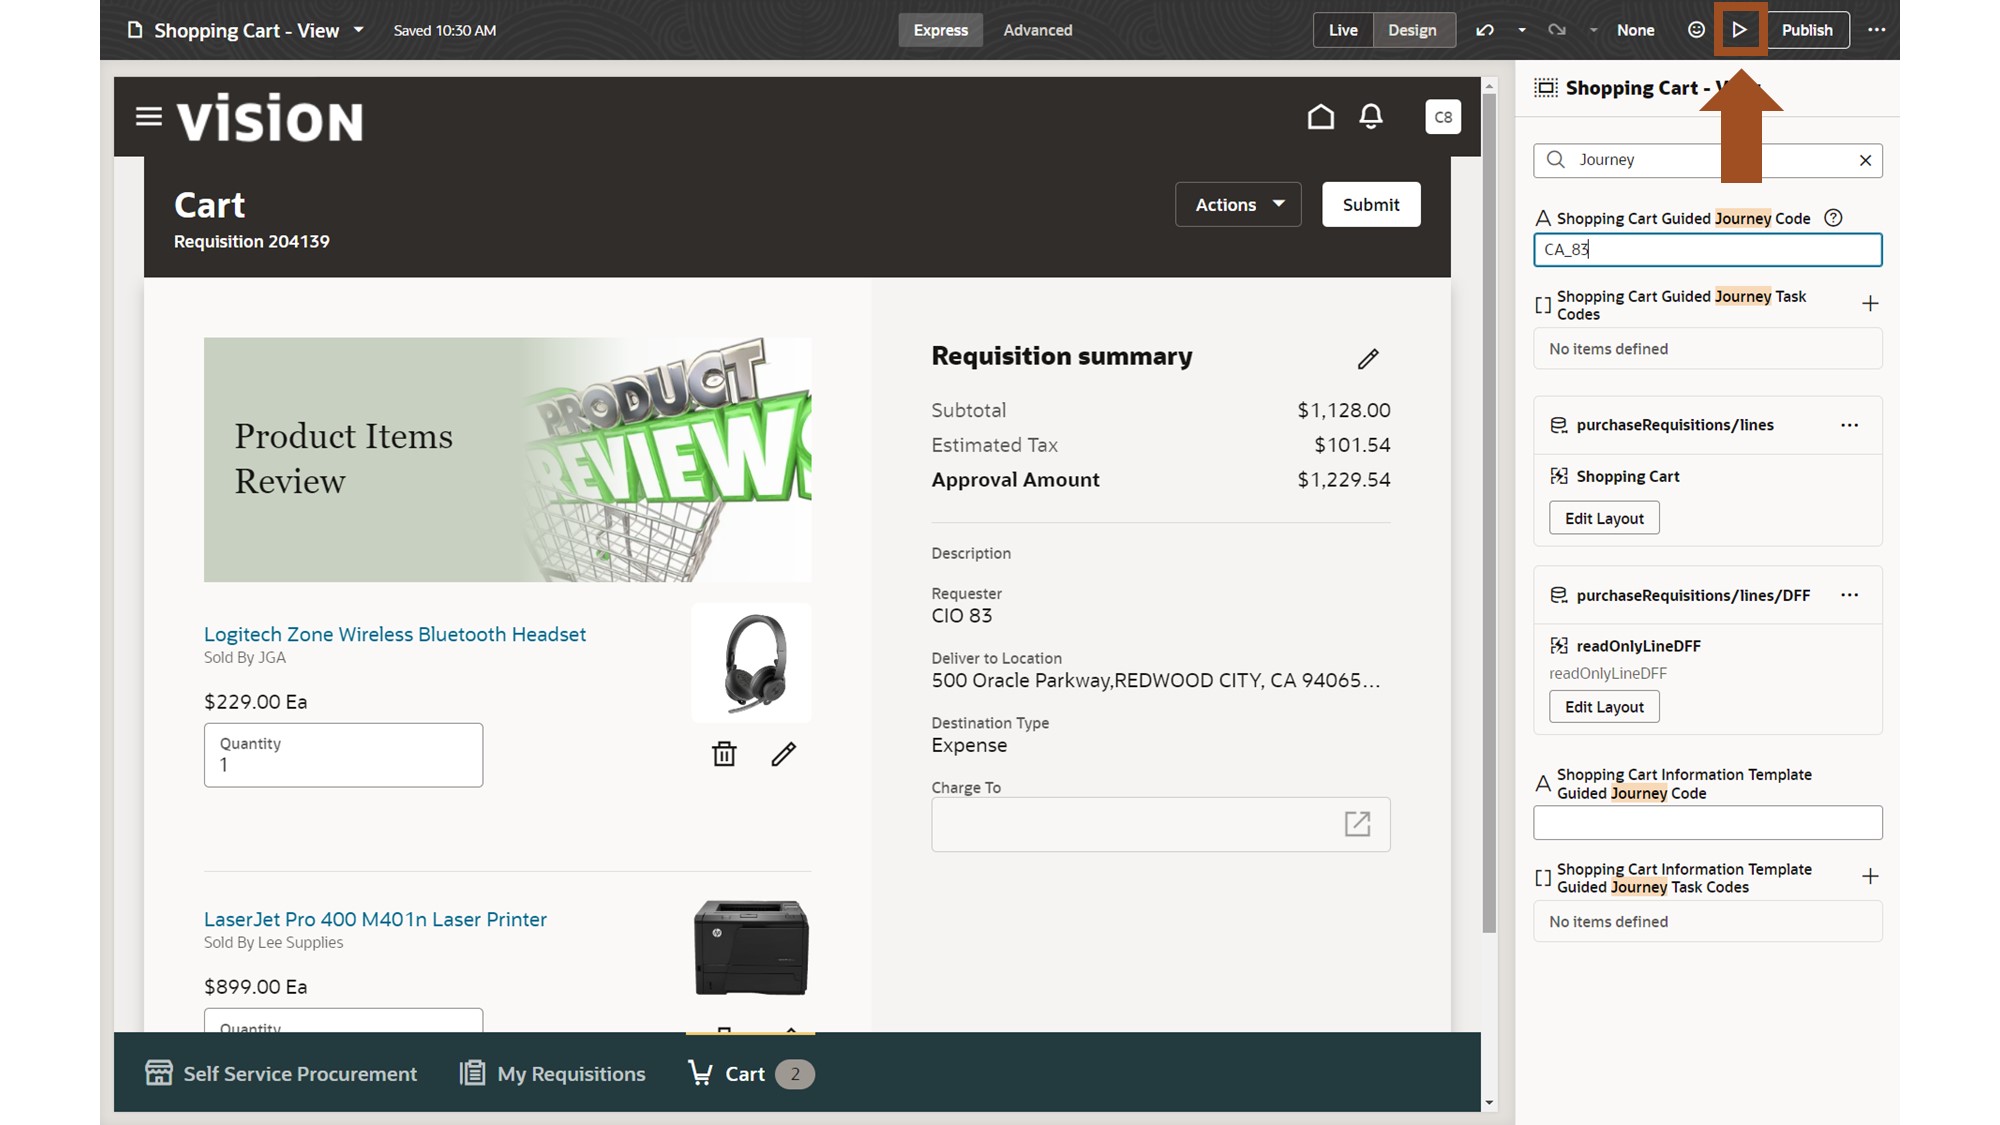 Shopping Cart - View
Saved 10:30 AM
Express
Advanced
Live
Design
None
Publish
VISION
C8
Cart
Requisition 204139
Actions
Submit
Product Items
Review
PRODUCT
REVIEWS
Logitech Zone Wireless Bluetooth Headset
Sold By JGA
$229.00 Ea
Quantity
1
LaserJet Pro 400 M401n Laser Printer
Sold By Lee Supplies
$899.00 Ea
Quantity
hp
Requisition summary
Subtotal $1,128.00
Estimated Tax $101.54
Approval Amount $1,229.54
Description
Requester
CIO 83
Deliver to Location
500 Oracle Parkway,REDWOOD CITY, CA 94065...
Destination Type
Expense
Charge To
Self Service Procurement
My Requisitions
Cart 2
Shopping Cart -
Journey
Shopping Cart Guided Journey Code
CA_83
Shopping Cart Guided Journey Task
Codes
No items defined
purchaseRequisitions/lines
Shopping Cart
Edit Layout
purchaseRequisitions/lines/DFF
readOnlyLineDFF
readOnlyLineDFF
Edit Layout
Shopping Cart Information Template
Guided Journey Code
Shopping Cart Information Template
Guided Journey Task Codes
No items defined